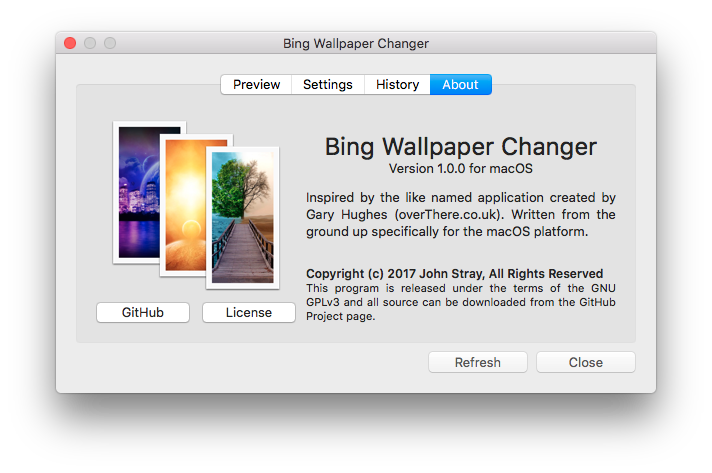 Bing Wallpaper Changer
Preview Settings History About
Bing Wallpaper Changer
Version 1.0.0 for macOS
Inspired by the like named application created by
Gary Hughes (overThere.co.uk). Written from the
ground up specifically for the macOS platform.
Copyright (c) 2017 John Stray, All Rights Reserved
This program is released under the terms of the GNU
GPLv3 and all source can be downloaded from the GitHub
Project page.
GitHub License
Refresh Close